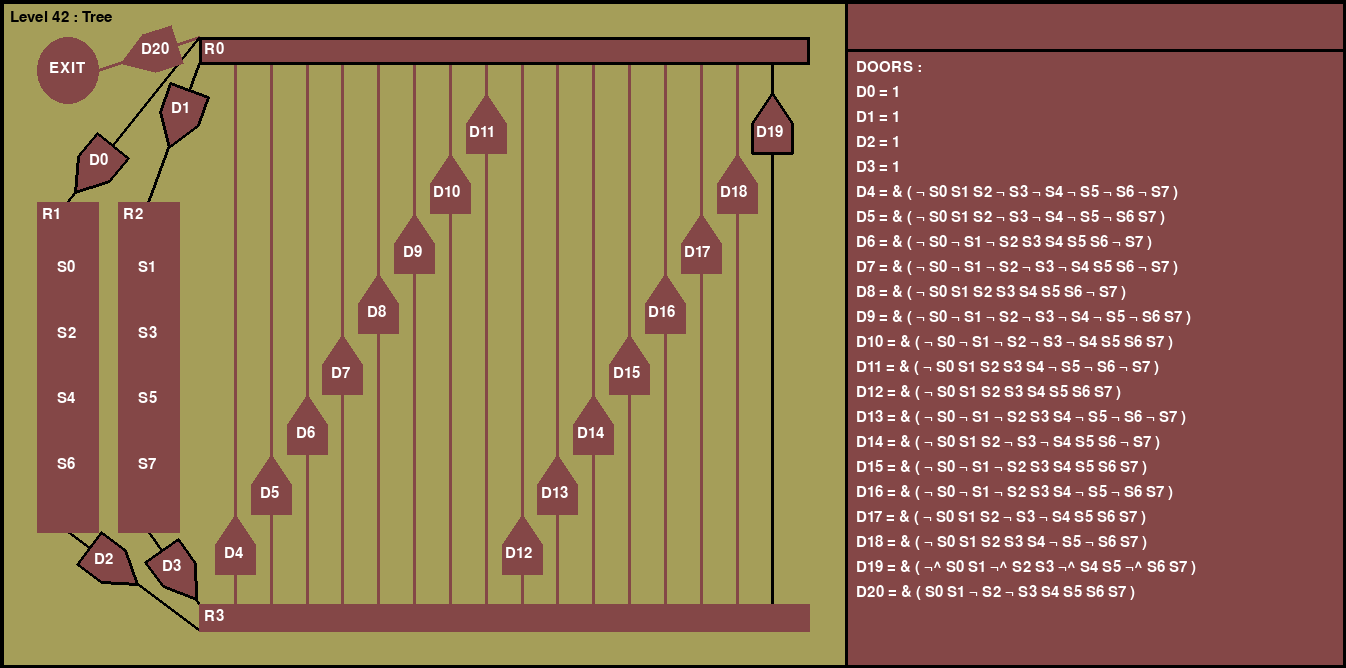 Level 42 : Tree
EXIT
D20
R0
D1
D0
D11
D19
D10
D18
R1
R2
D9
D17
S0
S1
D8
D16
S2
S3
D7
D15
S4
S5
D6
D14
S6
S7
D5
D13
D2
D3
D4
D12
R3
DOORS :
D0 = 1
D1 = 1
D2 = 1
D3 = 1
D4 = & ( ¬ S0 S1 S2 ¬ S3 ¬ S4 ¬ S5 ¬ S6 ¬ S7 )
D5 = & ( ¬ S0 S1 S2 ¬ S3 ¬ S4 ¬ S5 ¬ S6 S7 )
D6 = & ( ¬ S0 ¬ S1 ¬ S2 S3 S4 S5 S6 ¬ S7 )
D7 = & ( ¬ S0 ¬ S1 ¬ S2 ¬ S3 ¬ S4 S5 S6 ¬ S7 )
D8 = & ( ¬ S0 S1 S2 S3 S4 S5 S6 ¬ S7 )
D9 = & ( ¬ S0 ¬ S1 ¬ S2 ¬ S3 ¬ S4 ¬ S5 ¬ S6 S7 )
D10 = & ( ¬ S0 ¬ S1 ¬ S2 ¬ S3 ¬ S4 S5 S6 S7 )
D11 = & ( ¬ S0 S1 S2 S3 S4 ¬ S5 ¬ S6 ¬ S7 )
D12 = & ( ¬ S0 S1 S2 S3 S4 S5 S6 S7 )
D13 = & ( ¬ S0 ¬ S1 ¬ S2 S3 S4 ¬ S5 ¬ S6 ¬ S7 )
D14 = & ( ¬ S0 S1 S2 ¬ S3 ¬ S4 S5 S6 ¬ S7 )
D15 = & ( ¬ S0 ¬ S1 ¬ S2 S3 S4 S5 S6 S7 )
D16 = & ( ¬ S0 ¬ S1 ¬ S2 S3 S4 ¬ S5 ¬ S6 S7 )
D17 = & ( ¬ S0 S1 S2 ¬ S3 ¬ S4 S5 S6 S7 )
D18 = & ( ¬ S0 S1 S2 S3 S4 ¬ S5 ¬ S6 S7 )
D19 = & ( ¬^ S0 S1 ¬^ S2 S3 ¬^ S4 S5 ¬^ S6 S7 )
D20 = & ( S0 S1 ¬ S2 ¬ S3 S4 S5 S6 S7 )